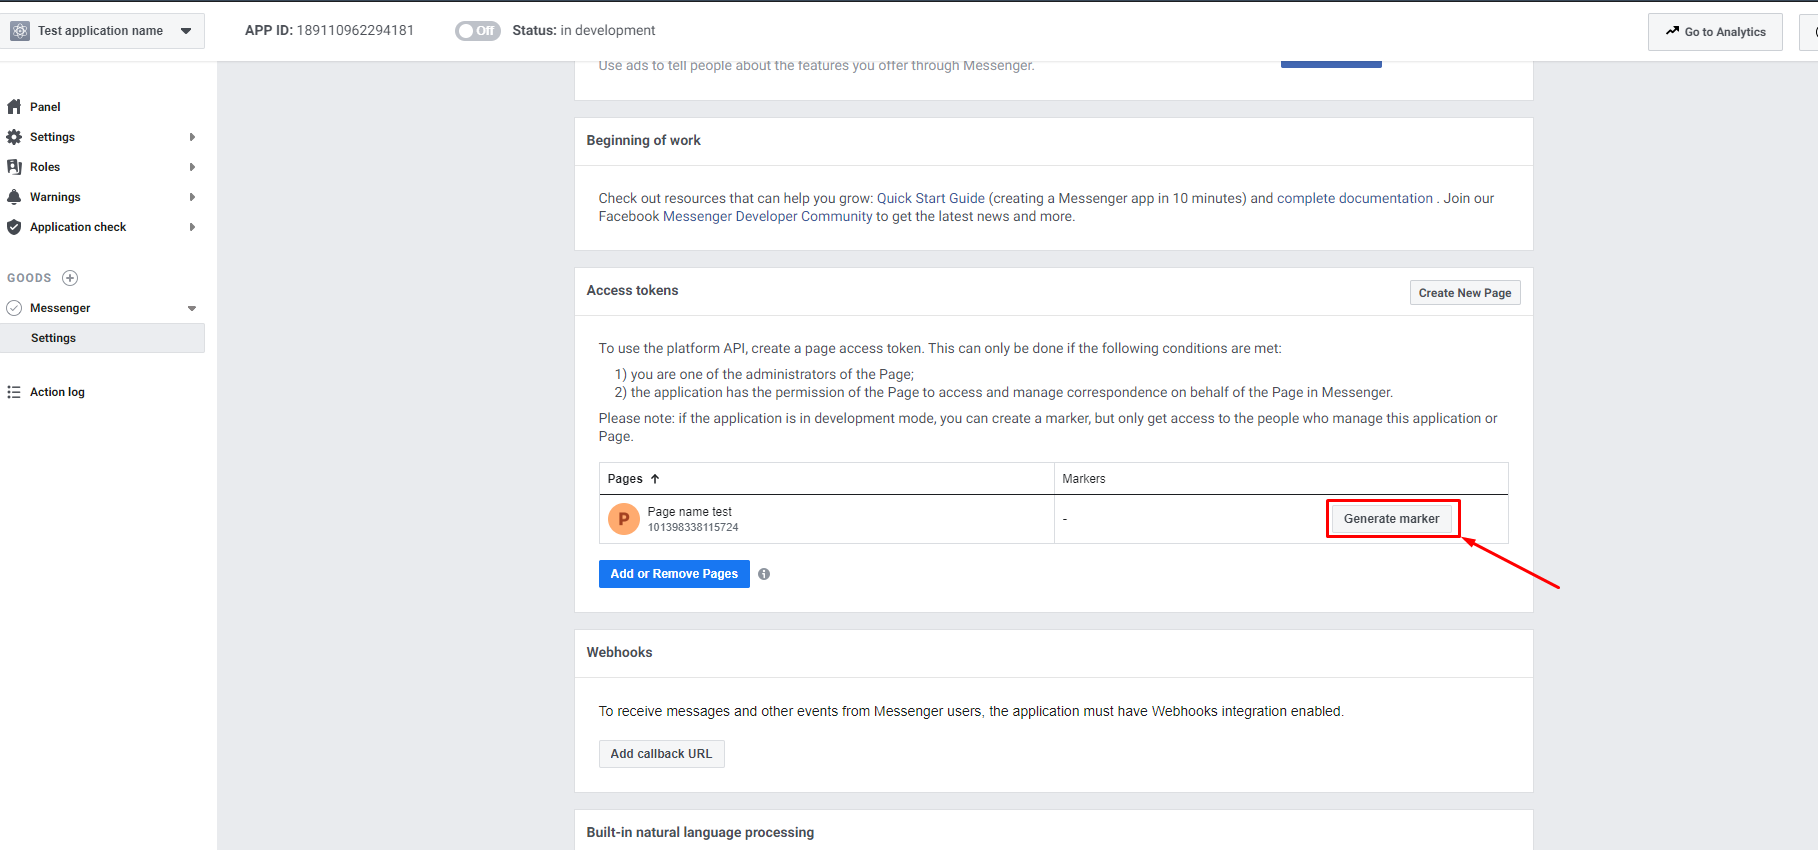 Test application name
APP ID: 189110962294181
Off
Status: in development
Go to Analytics
Use ads to tell people about the features you offer through Messenger.
Panel
Settings
Roles
Warnings
Application check
GOODS
Messenger
Settings
Action log
Beginning of work
Check out resources that can help you grow: Quick Start Guide (creating a Messenger app in 10 minutes) and complete documentation . Join our
Facebook Messenger Developer Community to get the latest news and more.
Access tokens
Create New Page
To use the platform API, create a page access token. This can only be done if the following conditions are met:
1) you are one of the administrators of the Page;
2) the application has the permission of the Page to access and manage correspondence on behalf of the Page in Messenger.
Please note: if the application is in development mode, you can create a marker, but only get access to the people who manage this application or
Page.
Pages
Markers
P
Page name test
101398338115724
-
Generate marker
Add or Remove Pages
Webhooks
To receive messages and other events from Messenger users, the application must have Webhooks integration enabled.
Add callback URL
Built-in natural language processing